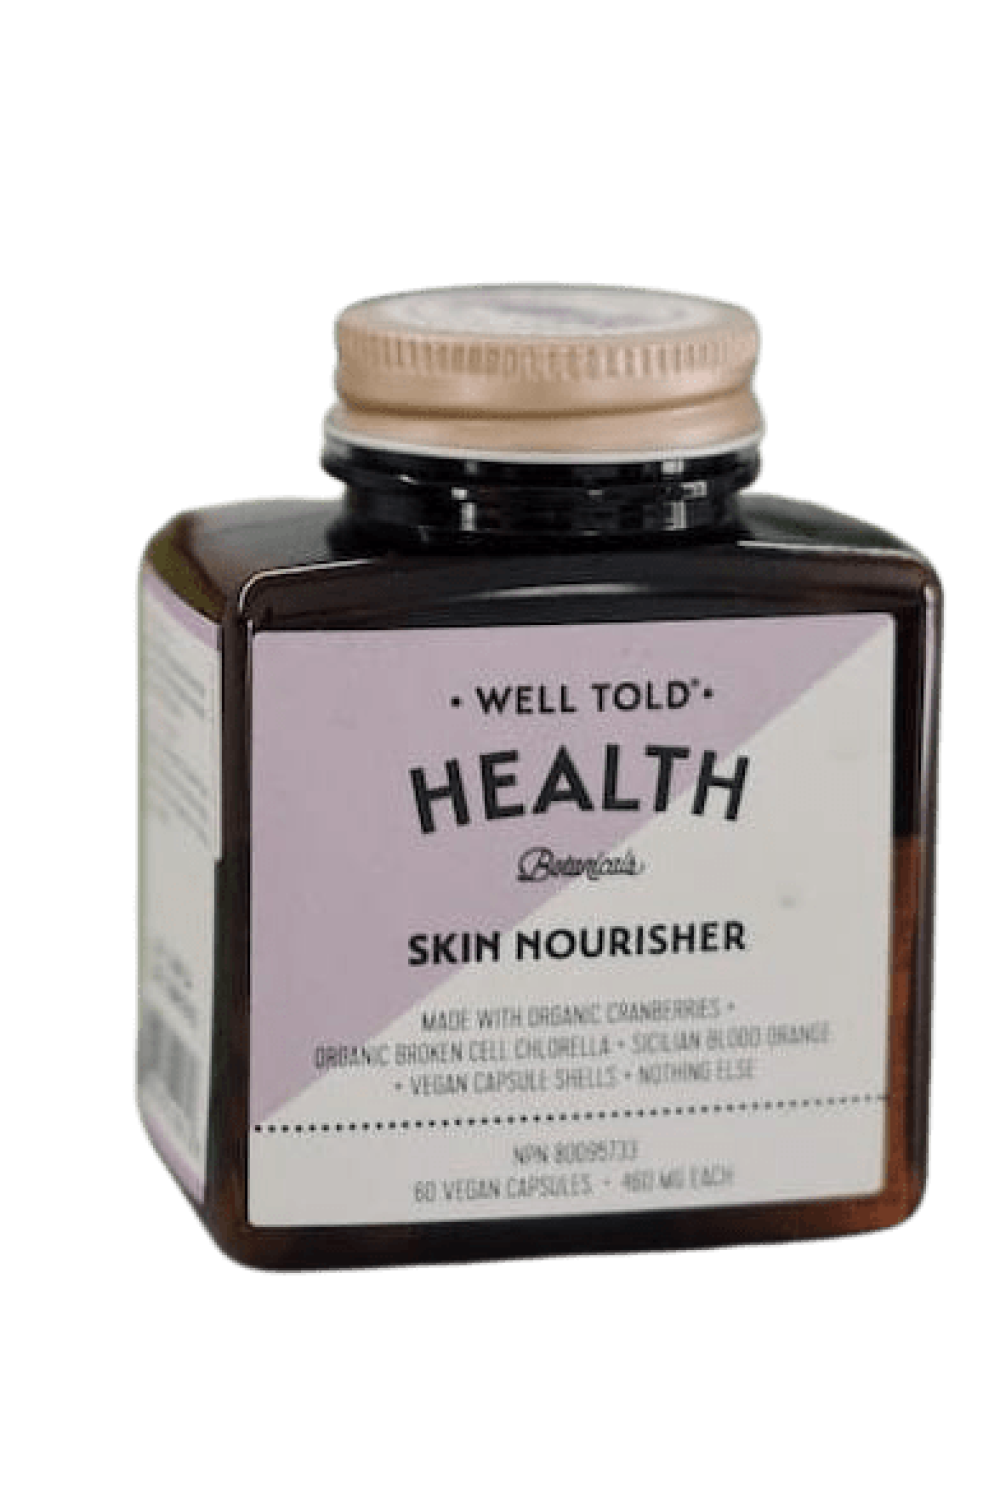 • WELL TOLD® •
HEALTH
Botanicals
SKIN NOURISHER
MADE WITH ORGANIC CRANBERRIES +
ORGANIC BROKEN CELL CHLORELLA + SICILIAN BLOOD ORANGE
+ VEGAN CAPSULE SHELLS + NOTHING ELSE
NPN 80095733
60 VEGAN CAPSULES • 460 MG EACH